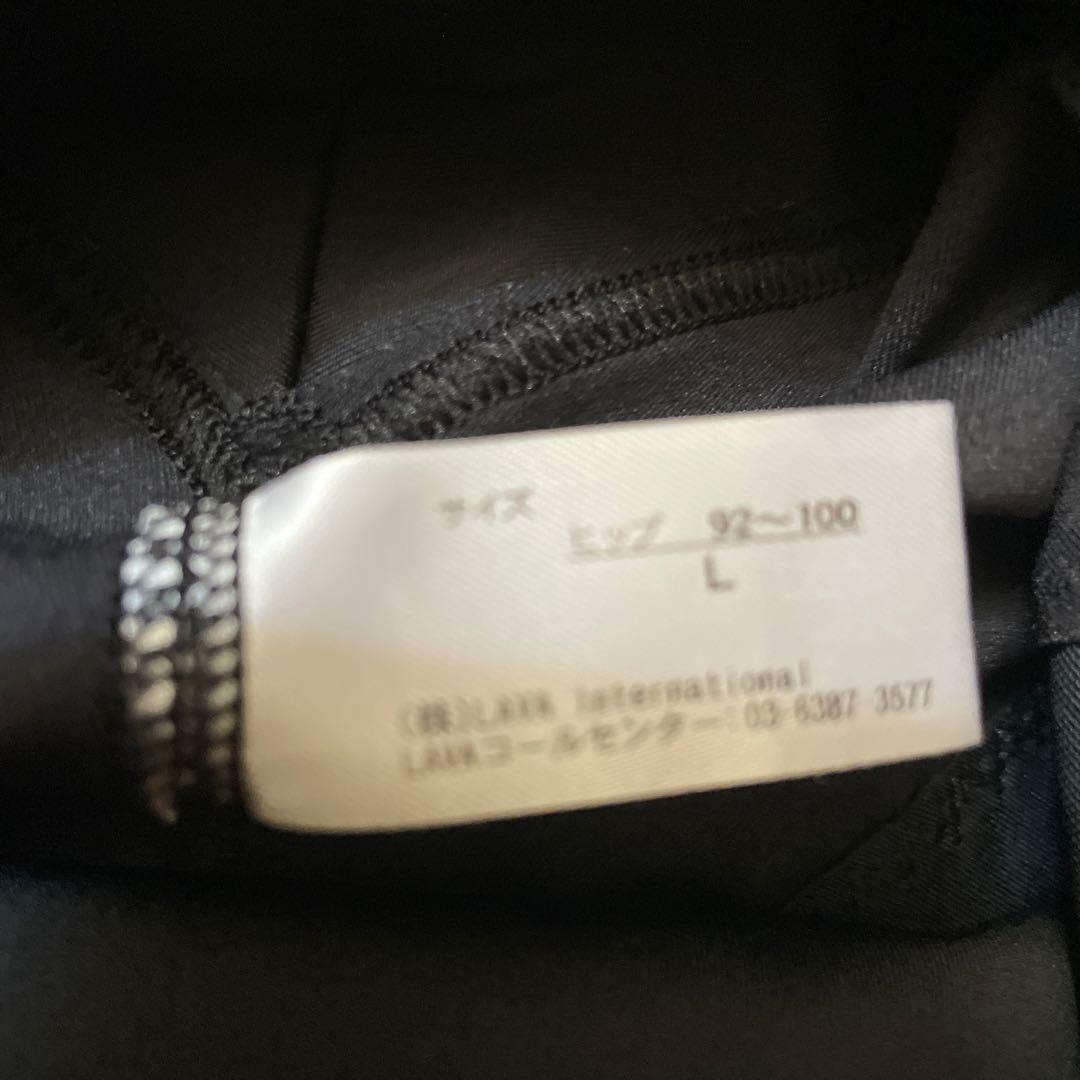 サイズ
ヒップ 92～100
L
(株)LAVA International
LAVAコールセンター:03-6387-3577